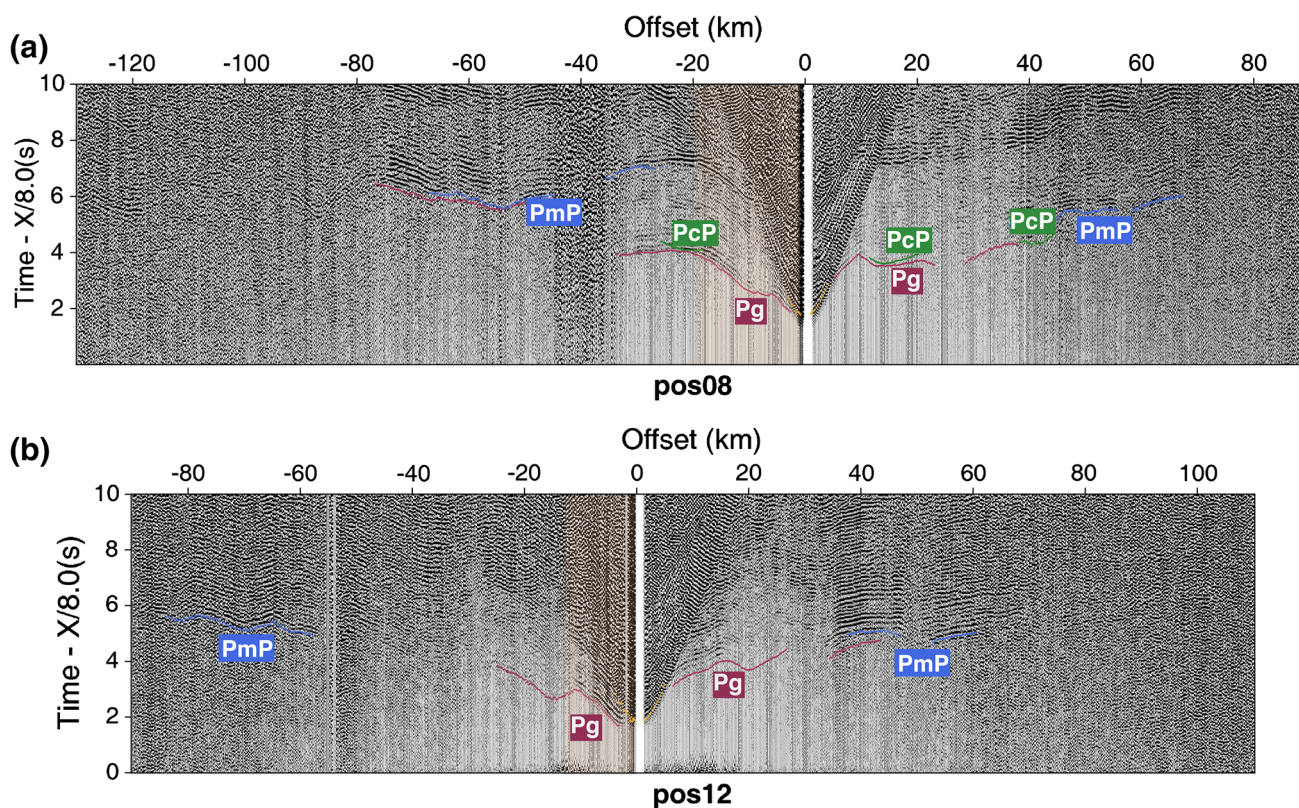 (a)
Offset (km)
-120 -100 -80 -60 -40 -20 0 20 40 60 80
Time - X/8.0(s)
10
8
6
4
2
PmP
PcP
Pg
PcP
Pg
PcP
PmP
pos08
(b)
Offset (km)
-80 -60 -40 -20 0 20 40 60 80 100
Time - X/8.0(s)
10
8
6
4
2
0
PmP
Pg
Pg
PmP
pos12